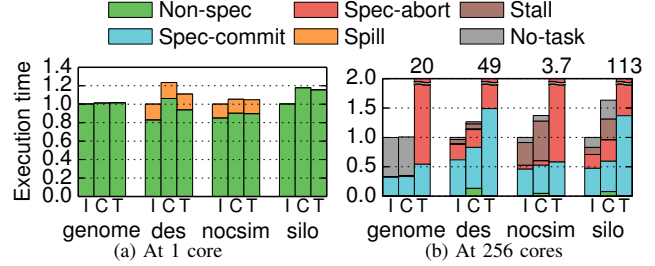 Non-spec Spec-abort Stall
Spec-commit Spill No-task
20 49 3.7 113
Execution time
1.4
1.2
1.0
0.8
0.6
0.4
0.2
0.0
I C T I C T I C T I C T
genome des nocsim silo
(a) At 1 core
2.0
1.5
1.0
0.5
0.0
I C T I C T I C T I C T
genome des nocsim silo
(b) At 256 cores